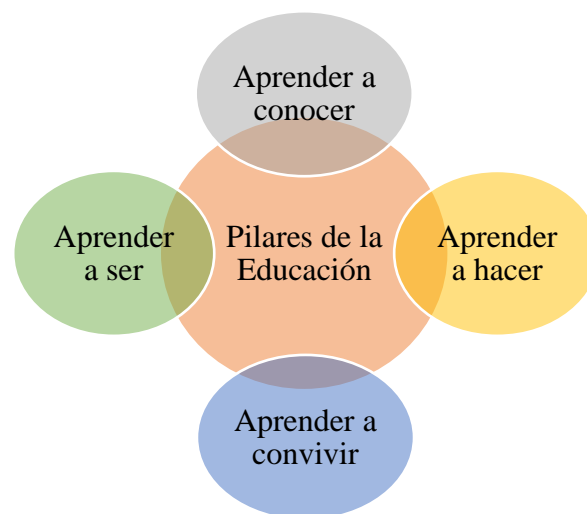 Aprender a
conocer
Aprender
a ser
Pilares de la
Educación
Aprender
a hacer
Aprender a
convivir